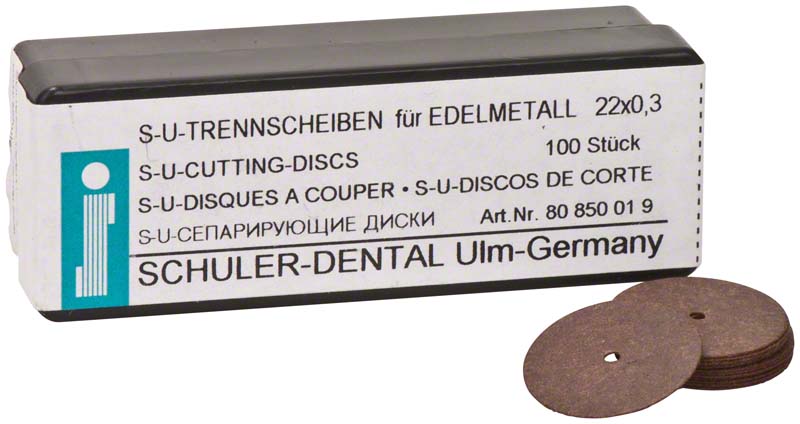 S-U-TRENNSCHEIBEN für EDELMETALL 22x0,3
S-U-CUTTING-DISCS 100 Stück
S-U-DISQUES A COUPER • S-U-DISCOS DE CORTE
S-U-СЕПАРИРУЮЩИЕ ДИСКИ Art.Nr. 80 850 01 9
SCHULER-DENTAL Ulm-Germany